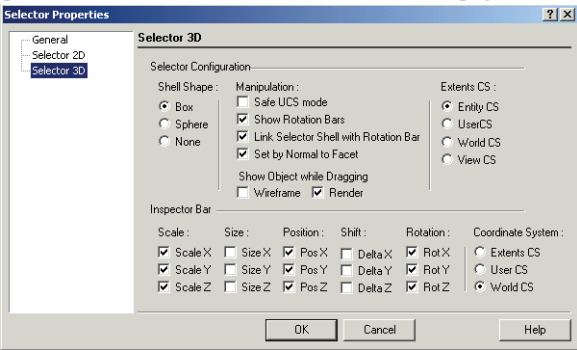 Selector Properties
General
Selector 2D
Selector 3D
Selector 3D
Selector Configuration
Shell Shape :
Box
Sphere
None
Manipulation :
Safe UCS mode
Show Rotation Bars
Link Selector Shell with Rotation Bar
Set by Normal to Facet
Show Object while Dragging
Wireframe Render
Extents CS :
Entity CS
UserCS
World CS
View CS
Inspector Bar
Scale : Size : Position : Shift : Rotation : Coordinate System :
Scale X Size X Pos X Delta X Rot X Extents CS
Scale Y Size Y Pos Y Delta Y Rot Y User CS
Scale Z Size Z Pos Z Delta Z Rot Z World CS
OK Cancel Help